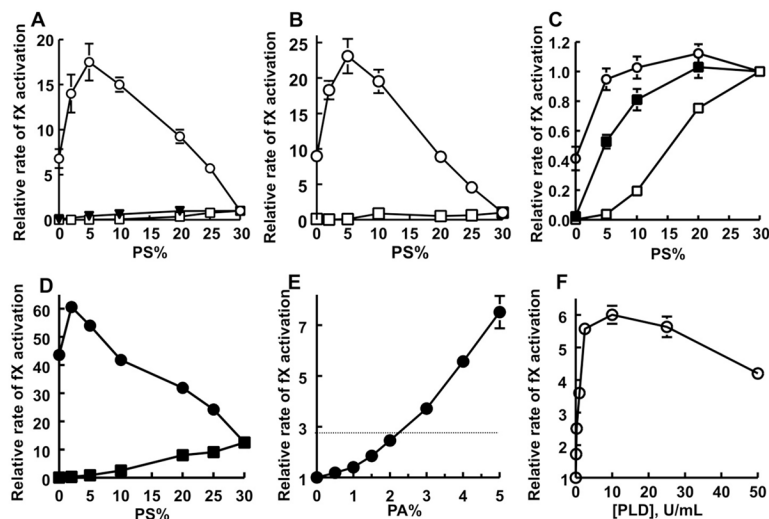 A
Relative rate of fX activation
20
15
10
5
0
0 5 10 15 20 25 30
PS%
B
Relative rate of fX activation
25
20
15
10
5
0
0 5 10 15 20 25 30
PS%
C
Relative rate of fX activation
1.2
1.0
0.8
0.6
0.4
0.2
0.0
0 5 10 15 20 25 30
PS%
D
Relative rate of fX activation
60
50
40
30
20
10
0
0 5 10 15 20 25 30
PS%
E
Relative rate of fX activation
7
5
3
1
0 1 2 3 4 5
PA%
F
Relative rate of fX activation
6
5
4
3
2
1
0 10 20 30 40 50
[PLD], U/mL